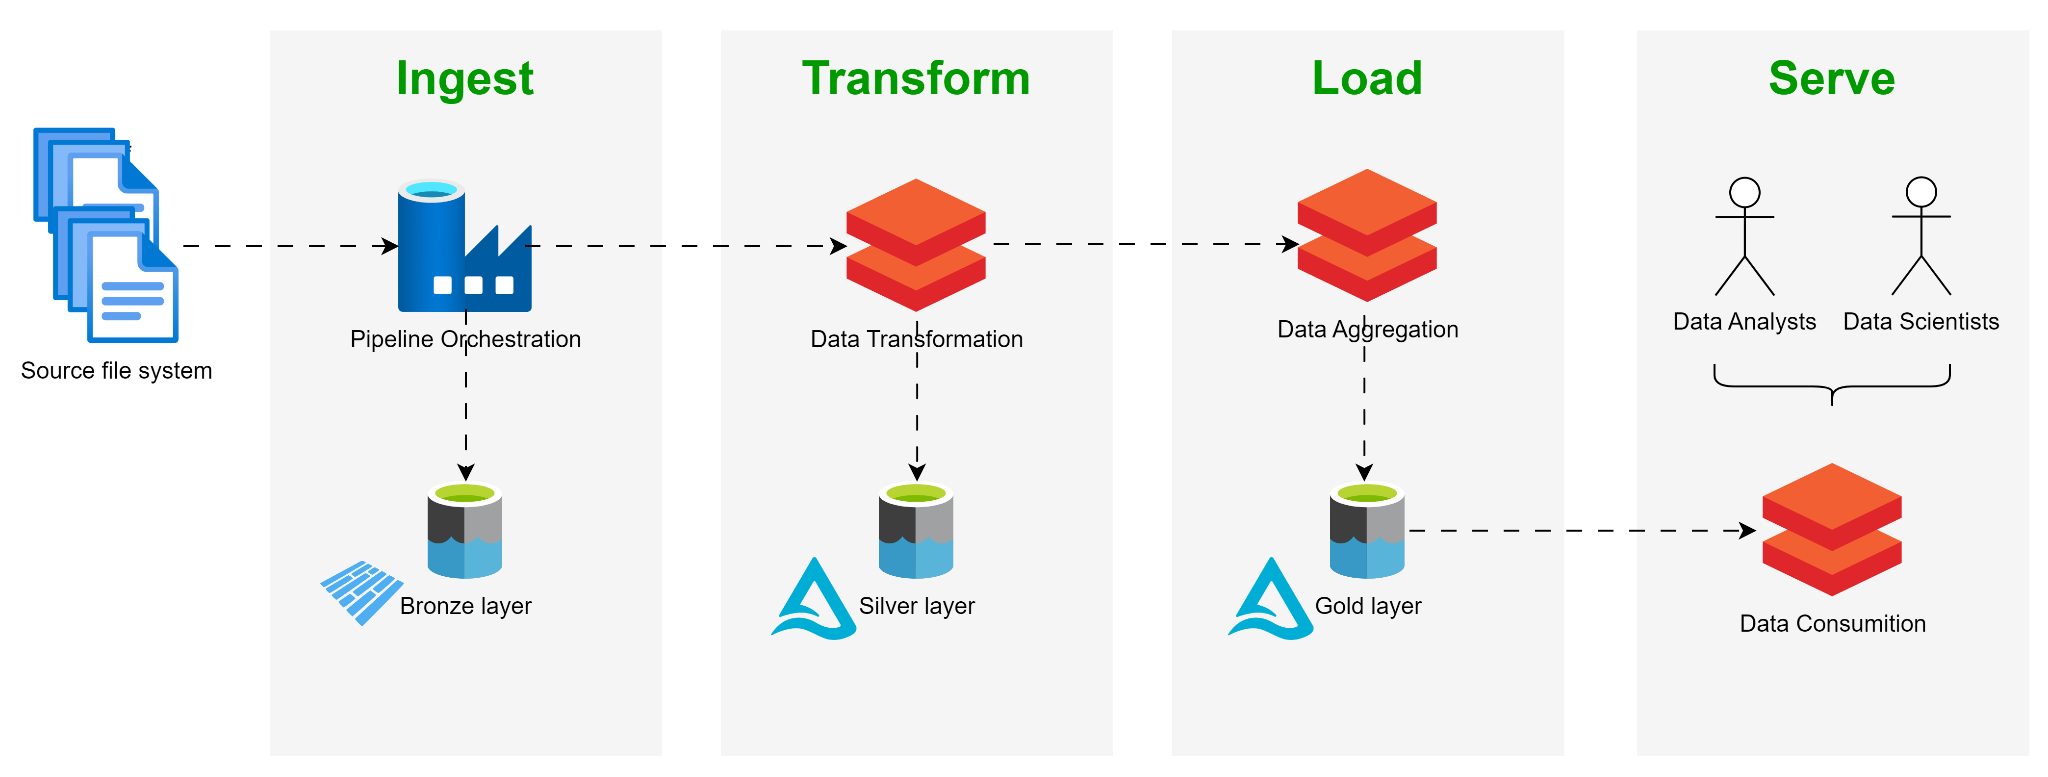 Ingest
Transform
Load
Serve
Source file system
Pipeline Orchestration
Data Transformation
Data Aggregation
Data Analysts
Data Scientists
Bronze layer
Silver layer
Gold layer
Data Consumition